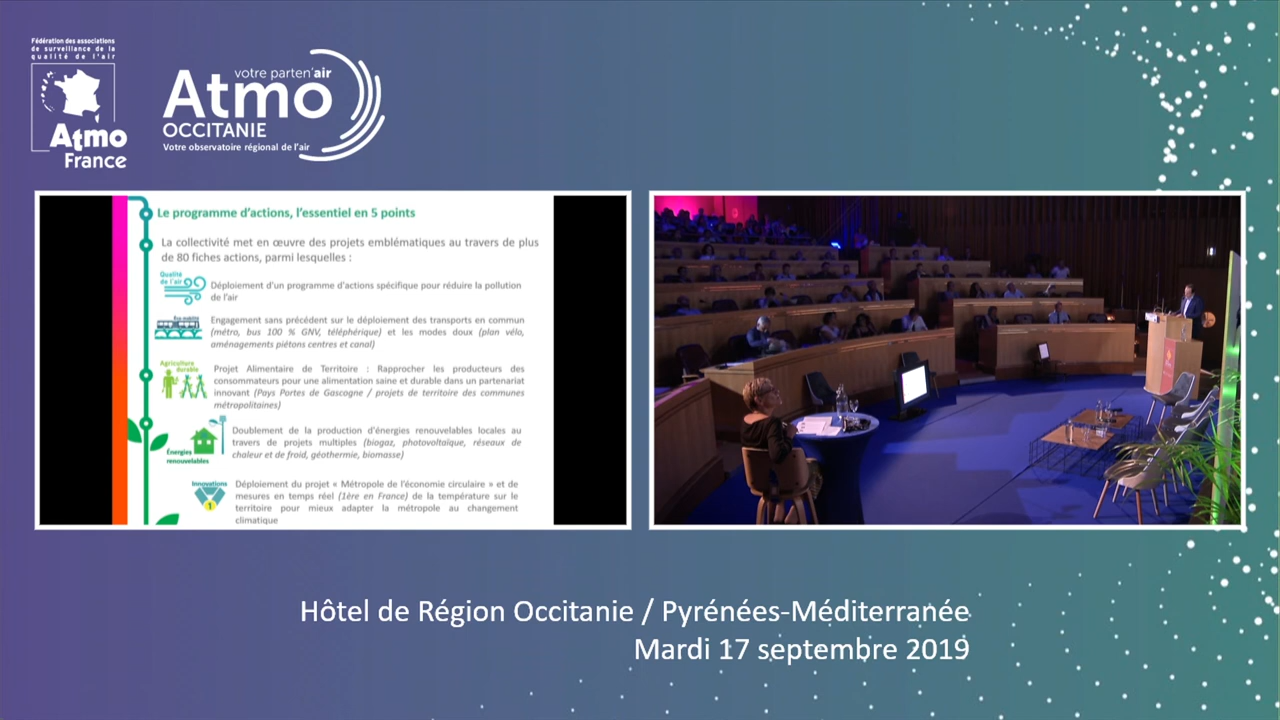 Fédération des associations
de surveillance de la
qualité de l'air
Atmo
France
votre parten'air
Atmo
OCCITANIE
Votre observatoire régional de l'air
Le programme d'actions, l'essentiel en 5 points
La collectivité met en œuvre des projets emblématiques au travers de plus
de 80 fiches actions, parmi lesquelles :
Qualité
de l'air
Déploiement d'un programme d'actions spécifique pour réduire la pollution
de l'air
Éco mobilité
Engagement sans précédent sur le déploiement des transports en commun
(métro, bus 100 % GNV, téléphérique) et les modes doux (plan vélo,
aménagements piétons centres et canal)
Agriculture
durable
Projet Alimentaire de Territoire : Rapprocher les producteurs des
consommateurs pour une alimentation saine et durable dans un partenariat
innovant (Pays Portes de Gascogne / projets de territoire des communes
métropolitaines)
Énergies
renouvelables
Doublement de la production d'énergies renouvelables locales au
travers de projets multiples (biogaz, photovoltaïque, réseaux de
chaleur et de froid, géothermie, biomasse)
Innovations
1
Déploiement du projet « Métropole de l'économie circulaire » et de
mesures en temps réel (1ère en France) de la température sur le
territoire pour mieux adapter la métropole au changement
climatique
Hôtel de Région Occitanie / Pyrénées-Méditerranée
Mardi 17 septembre 2019